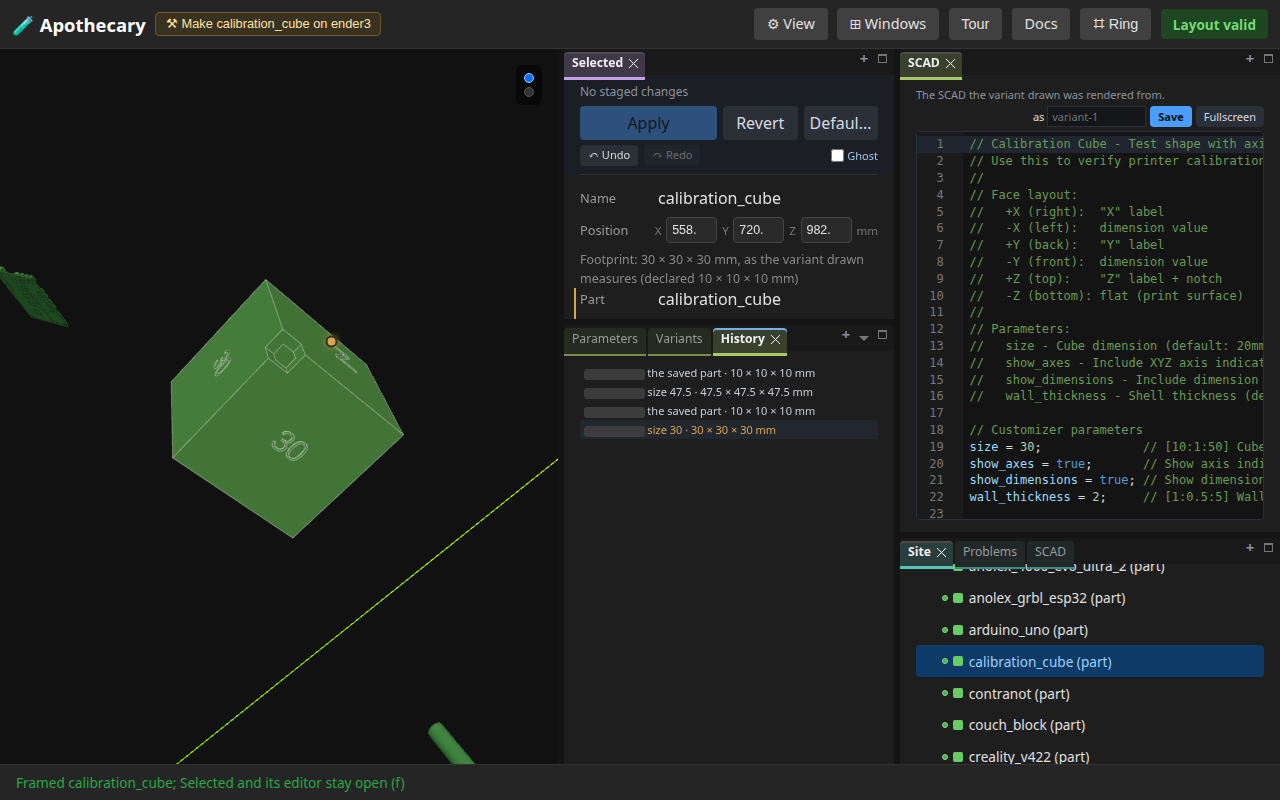 Apothecary
Make calibration_cube on ender3
View
Windows
Tour
Docs
Ring
Layout valid
30
Selected
No staged changes
Apply
Revert
Defaul...
Undo
Redo
Ghost
Name calibration_cube
Position X 558. Y 720. Z 982. mm
Footprint: 30 × 30 × 30 mm, as the variant drawn
measures (declared 10 × 10 × 10 mm)
Part calibration_cube
Parameters Variants History
the saved part · 10 × 10 × 10 mm
size 47.5 · 47.5 × 47.5 × 47.5 mm
the saved part · 10 × 10 × 10 mm
size 30 · 30 × 30 × 30 mm
SCAD
The SCAD the variant drawn was rendered from.
as variant-1 Save Fullscreen
1 // Calibration Cube - Test shape with axi
2 // Use this to verify printer calibration
3 //
4 // Face layout:
5 //   +X (right):  "X" label
6 //   -X (left):   dimension value
7 //   +Y (back):   "Y" label
8 //   -Y (front):  dimension value
9 //   +Z (top):    "Z" label + notch
10 //   -Z (bottom): flat (print surface)
11 //
12 // Parameters:
13 //   size - Cube dimension (default: 20mm
14 //   show_axes - Include XYZ axis indicat
15 //   show_dimensions - Include dimension
16 //   wall_thickness - Shell thickness (de
17
18 // Customizer parameters
19 size = 30;              // [10:1:50] Cube
20 show_axes = true;       // Show axis indi
21 show_dimensions = true; // Show dimension
22 wall_thickness = 2;     // [1:0.5:5] Wall
23
Site Problems SCAD
anolex_4000_evo_ultra_2 (part)
anolex_grbl_esp32 (part)
arduino_uno (part)
calibration_cube (part)
contranot (part)
couch_block (part)
creality_v422 (part)
Framed calibration_cube; Selected and its editor stay open (f)